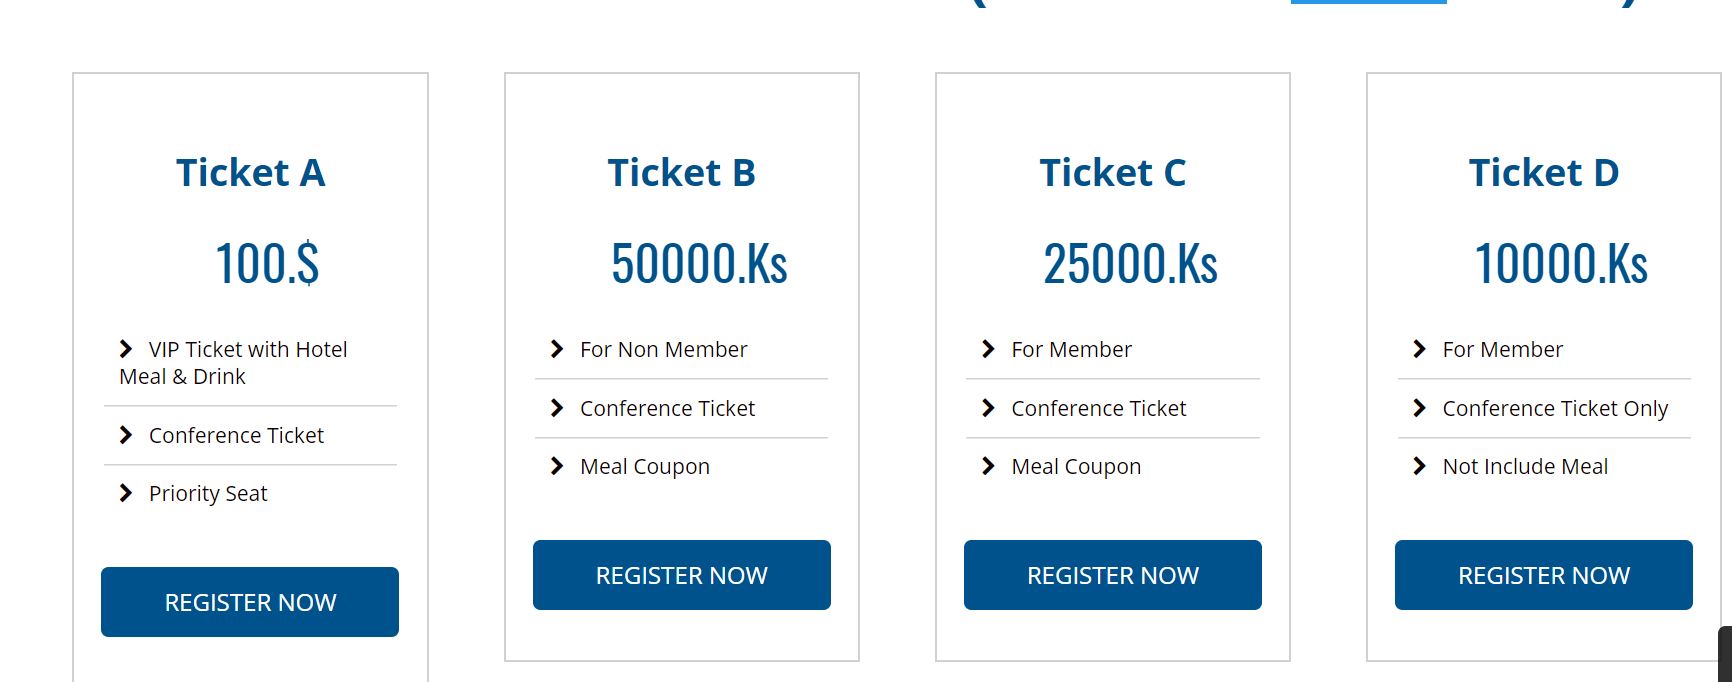 Ticket A
100.$
VIP Ticket with Hotel
Meal & Drink
Conference Ticket
Priority Seat
REGISTER NOW
Ticket B
50000.Ks
For Non Member
Conference Ticket
Meal Coupon
REGISTER NOW
Ticket C
25000.Ks
For Member
Conference Ticket
Meal Coupon
REGISTER NOW
Ticket D
10000.Ks
For Member
Conference Ticket Only
Not Include Meal
REGISTER NOW